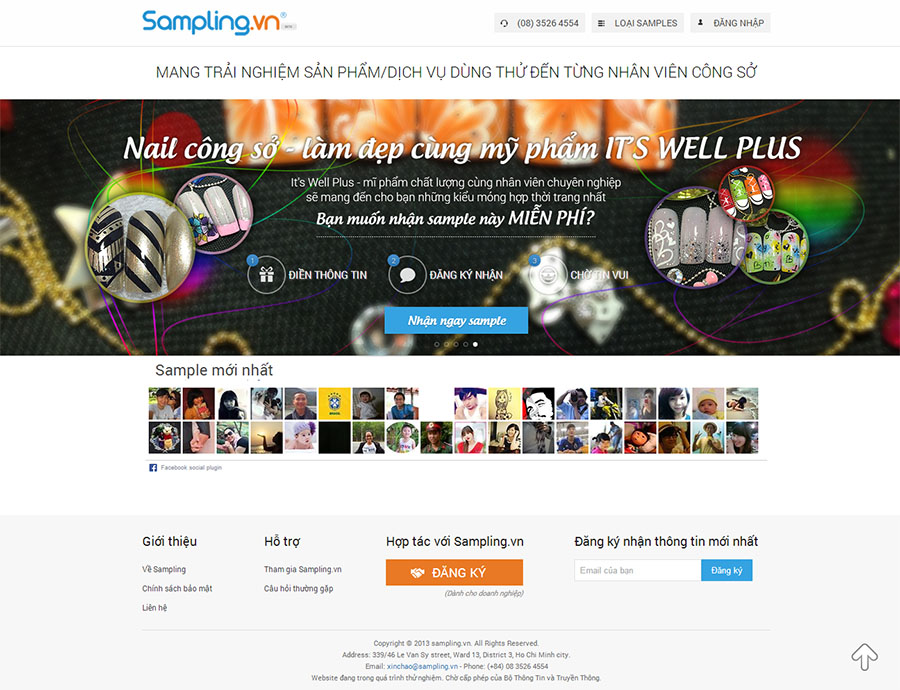 Sampling.vn®
(08) 3526 4554
LOẠI SAMPLES
ĐĂNG NHẬP
MANG TRẢI NGHIỆM SẢN PHẨM/DỊCH VỤ DÙNG THỬ ĐẾN TỪNG NHÂN VIÊN CÔNG SỞ
Nail công sở - làm đẹp cùng mỹ phẩm IT'S WELL PLUS
It's Well Plus - mĩ phẩm chất lượng cùng nhân viên chuyên nghiệp
sẽ mang đến cho bạn những kiểu móng hợp thời trang nhất
Bạn muốn nhận sample này MIỄN PHÍ?
1 ĐIỀN THÔNG TIN
2 ĐĂNG KÝ NHẬN
3 CHỜ TIN VUI
Nhận ngay sample
Sample mới nhất
Facebook social plugin
Giới thiệu
Về Sampling
Chính sách bảo mật
Liên hệ
Hỗ trợ
Tham gia Sampling.vn
Câu hỏi thường gặp
Hợp tác với Sampling.vn
ĐĂNG KÝ
(Dành cho doanh nghiệp)
Đăng ký nhận thông tin mới nhất
Email của bạn
Đăng ký
Copyright © 2013 sampling.vn. All Rights Reserved.
Address: 339/46 Le Van Sy street, Ward 13, District 3, Ho Chi Minh city.
Email: xinchao@sampling.vn - Phone: (+84) 08 3526 4554
Website đang trong quá trình thử nghiệm. Chờ cấp phép của Bộ Thông Tin và Truyền Thông.